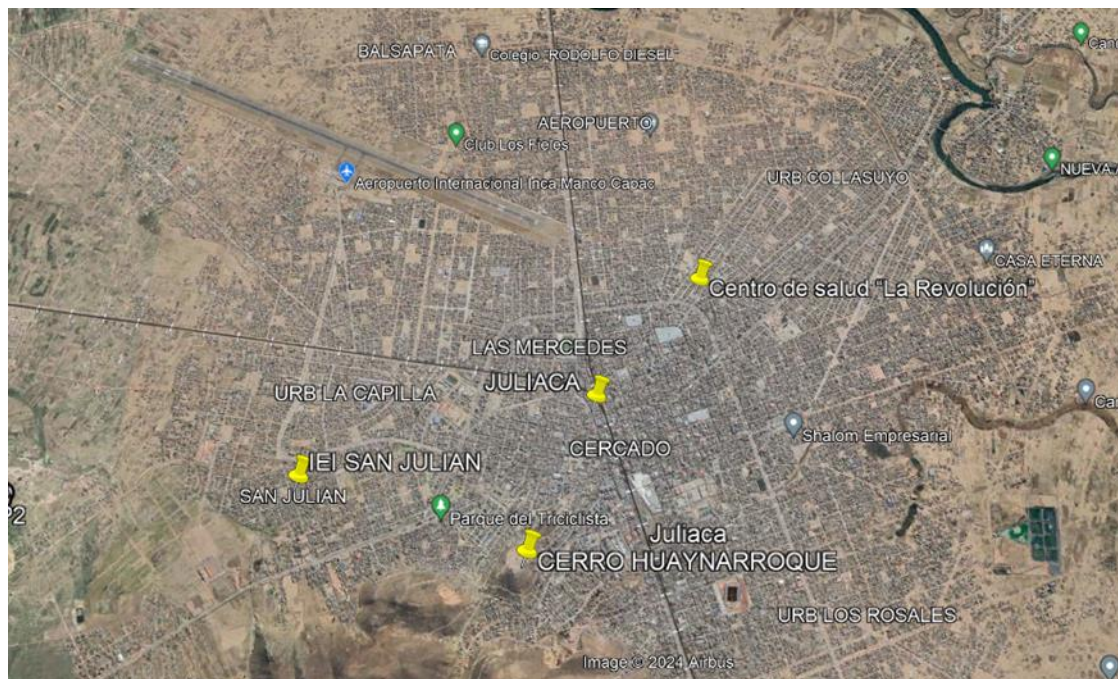 BALSAPATA
Colegio "RODOLFO DIESEL"
AEROPUERTO
Club Los Fieles
Aeropuerto Internacional Inca Manco Capac
URB COLLASUYO
NUEVA
CASA ETERNA
Centro de salud "La Revolución"
LAS MERCEDES
JULIACA
URB LA CAPILLA
Shalom Empresarial
CERCADO
IEI SAN JULIAN
SAN JULIAN
P2
Parque del Triciclista
Juliaca
CERRO HUAYNARROQUE
URB LOS ROSALES
Image © 2024 Airbus